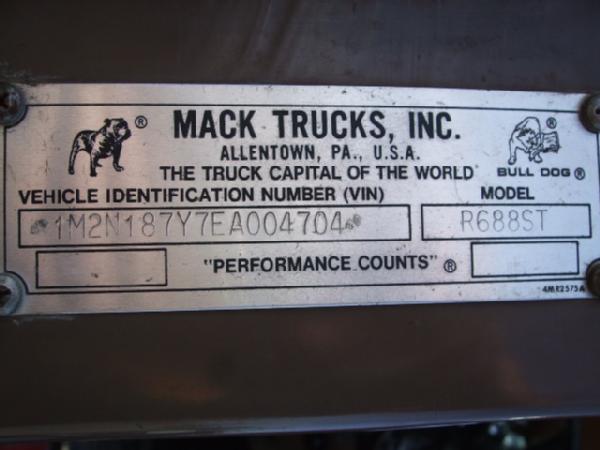 MACK TRUCKS, INC.
ALLENTOWN, PA., U.S.A.
THE TRUCK CAPITAL OF THE WORLD
BULL DOG ®
®
®
VEHICLE IDENTIFICATION NUMBER (VIN)
MODEL
*1M2N187Y7EA004704*
R688ST
"PERFORMANCE COUNTS" ®
4MR2575A